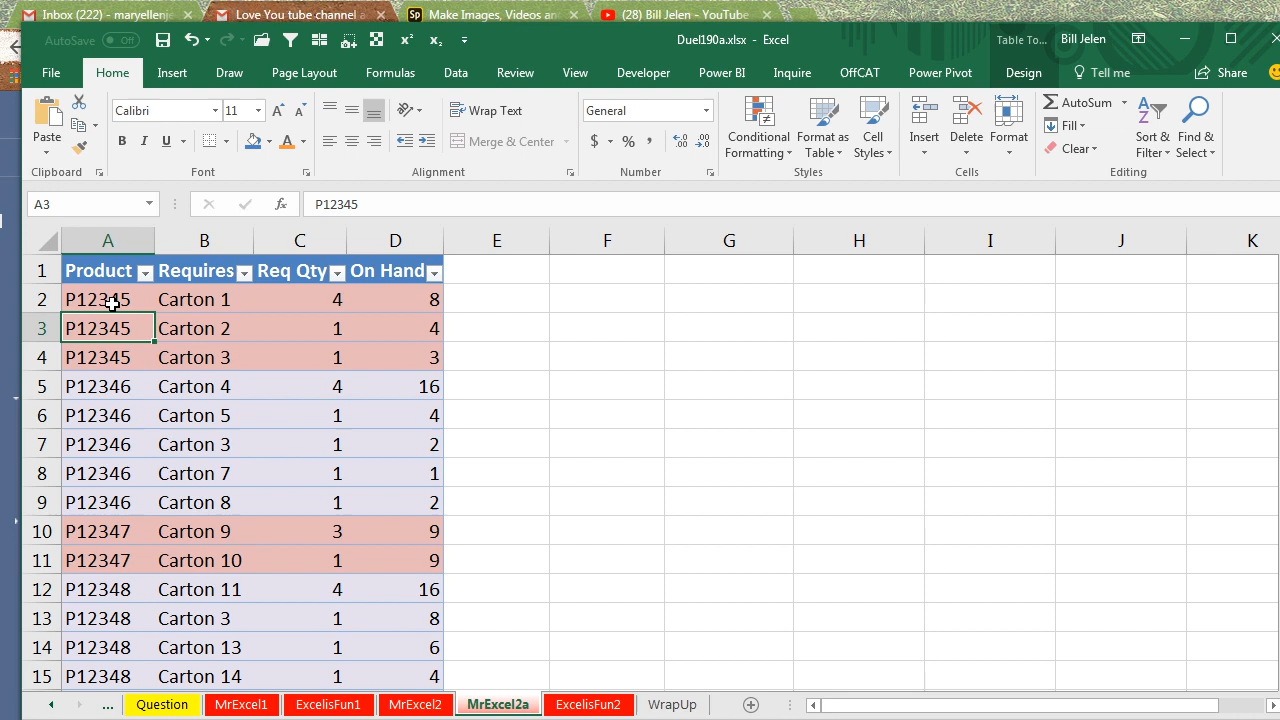 Inbox (222) - maryellenje
Love You tube channel a
Make Images, Videos an
(28) Bill Jelen - YouTube
AutoSave Off
Duel190a.xlsx - Excel
Table To...
Bill Jelen
File Home Insert Draw Page Layout Formulas Data Review View Developer Power BI Inquire OffCAT Power Pivot Design Tell me Share
Paste
Calibri 11
B I U
Wrap Text
Merge & Center
General
$ % ,
Conditional Formatting
Format as Table
Cell Styles
Insert Delete Format
AutoSum
Fill
Clear
Sort & Filter
Find & Select
Clipboard Font Alignment Number Styles Cells Editing
A3 fx P12345
A B C D E F G H I J K
1 Product Requires Req Qty On Hand
2 P12345 Carton 1 4 8
3 P12345 Carton 2 1 4
4 P12345 Carton 3 1 3
5 P12346 Carton 4 4 16
6 P12346 Carton 5 1 4
7 P12346 Carton 3 1 2
8 P12346 Carton 7 1 1
9 P12346 Carton 8 1 2
10 P12347 Carton 9 3 9
11 P12347 Carton 10 1 9
12 P12348 Carton 11 4 16
13 P12348 Carton 3 1 8
14 P12348 Carton 13 1 6
15 P12348 Carton 14 1 4
... Question MrExcel1 ExcelisFun1 MrExcel2 MrExcel2a ExcelisFun2 WrapUp